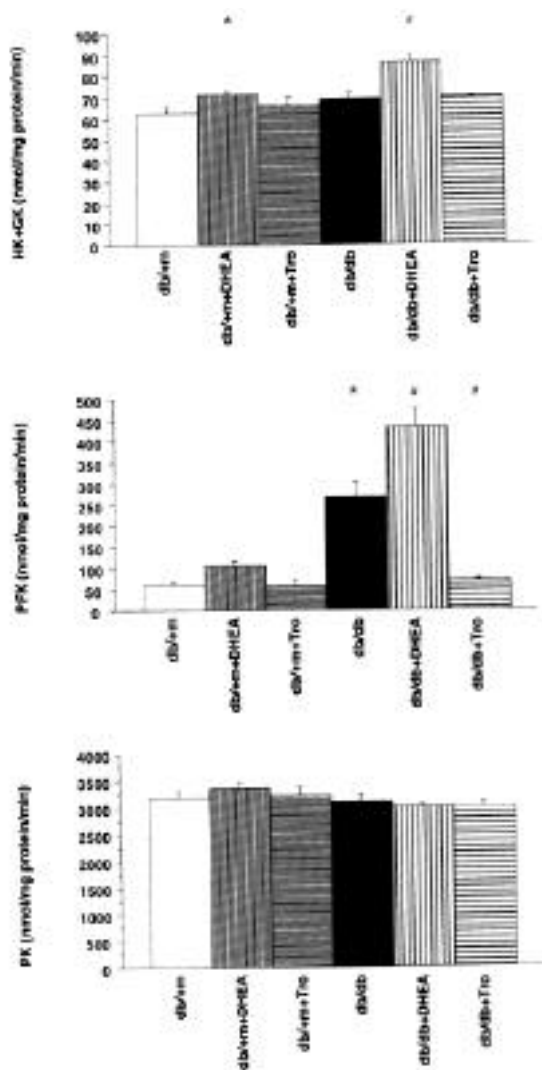 * #
HK+GK (nmol/mg protein/min)
100
90
80
70
60
50
40
30
20
10
0
db/+m
db/+m+DHEA
db/+m+Tro
db/db
db/db+DHEA
db/db+Tro
* # #
PFK (nmol/mg protein/min)
500
450
400
350
300
250
200
150
100
50
0
db/+m
db/+m+DHEA
db/+m+Tro
db/db
db/db+DHEA
db/db+Tro
PK (nmol/mg protein/min)
4000
3500
3000
2500
2000
1500
1000
500
0
db/+m
db/+m+DHEA
db/+m+Tro
db/db
db/db+DHEA
db/db+Tro